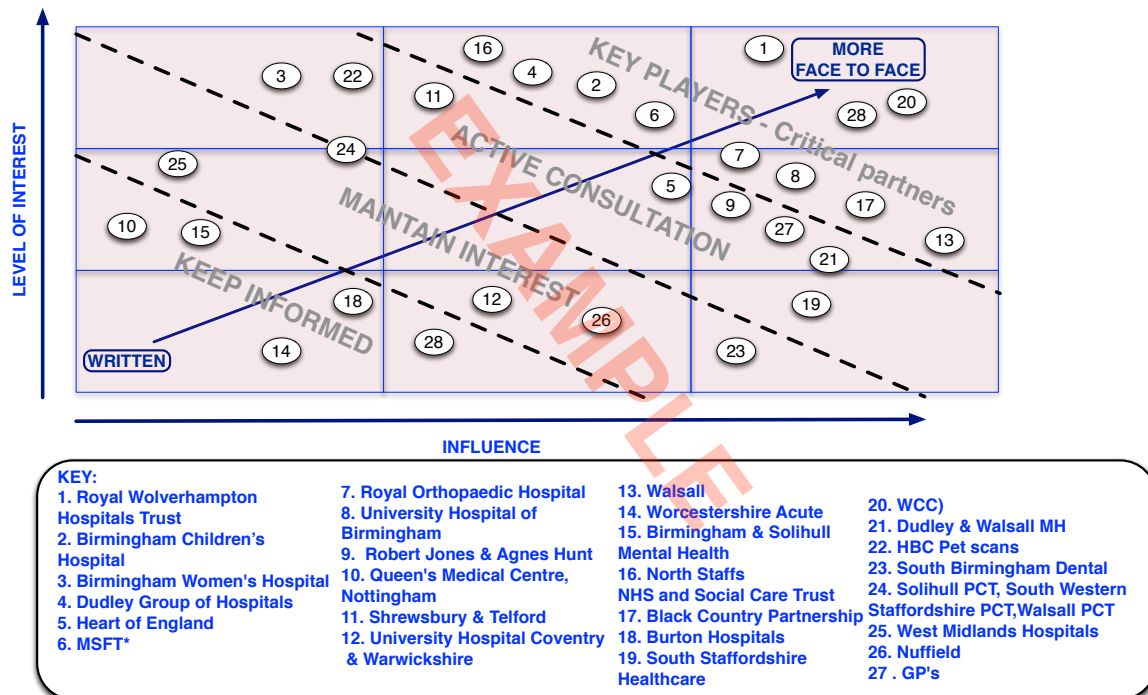 LEVEL OF INTEREST
16
1
MORE
FACE TO FACE
3
22
4
2
11
6
28
20
KEY PLAYERS - Critical partners
ACTIVE CONSULTATION
MAINTAIN INTEREST
KEEP INFORMED
EXAMPLE
24
25
7
8
5
9
17
10
15
27
13
21
18
12
26
19
14
28
23
WRITTEN
INFLUENCE
KEY:
1. Royal Wolverhampton
Hospitals Trust
2. Birmingham Children's
Hospital
3. Birmingham Women's Hospital
4. Dudley Group of Hospitals
5. Heart of England
6. MSFT*
7. Royal Orthopaedic Hospital
8. University Hospital of
Birmingham
9. Robert Jones & Agnes Hunt
10. Queen's Medical Centre,
Nottingham
11. Shrewsbury & Telford
12. University Hospital Coventry
& Warwickshire
13. Walsall
14. Worcestershire Acute
15. Birmingham & Solihull
Mental Health
16. North Staffs
NHS and Social Care Trust
17. Black Country Partnership
18. Burton Hospitals
19. South Staffordshire
Healthcare
20. WCC)
21. Dudley & Walsall MH
22. HBC Pet scans
23. South Birmingham Dental
24. Solihull PCT, South Western
Staffordshire PCT,Walsall PCT
25. West Midlands Hospitals
26. Nuffield
27 . GP's